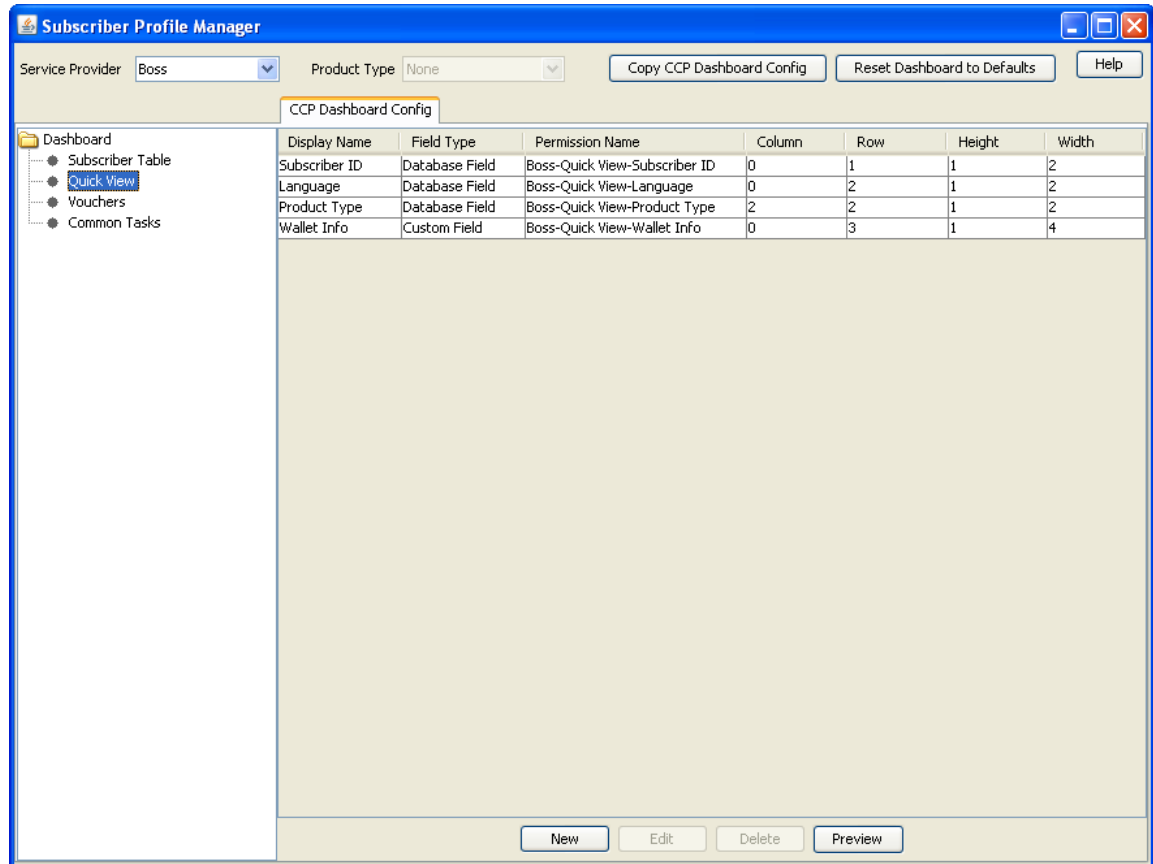 Subscriber Profile Manager
Service Provider Boss Product Type None Copy CCP Dashboard Config Reset Dashboard to Defaults Help
CCP Dashboard Config
Dashboard
Subscriber Table
Quick View
Vouchers
Common Tasks
Display Name Field Type Permission Name Column Row Height Width
Subscriber ID Database Field Boss-Quick View-Subscriber ID 0 1 1 2
Language Database Field Boss-Quick View-Language 0 2 1 2
Product Type Database Field Boss-Quick View-Product Type 2 2 1 2
Wallet Info Custom Field Boss-Quick View-Wallet Info 0 3 1 4
New Edit Delete Preview